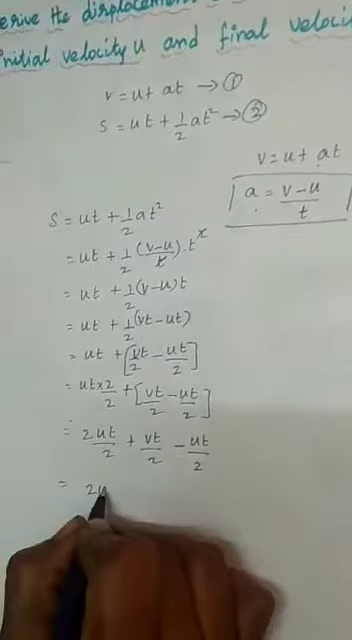 erive the displacement
initial velocity u and final veloci
v = u + at → ①
s = ut + 1/2 at² → ②
v = u + at
a = v-u/t
S = ut + 1/2 at²
= ut + 1/2 (v-u/t) . t²
= ut + 1/2 (v-u)t
= ut + 1/2 (vt - ut)
= ut + [vt/2 - ut/2]
= ut×2/2 + [vt/2 - ut/2]
= 2ut/2 + vt/2 - ut/2
= 2u